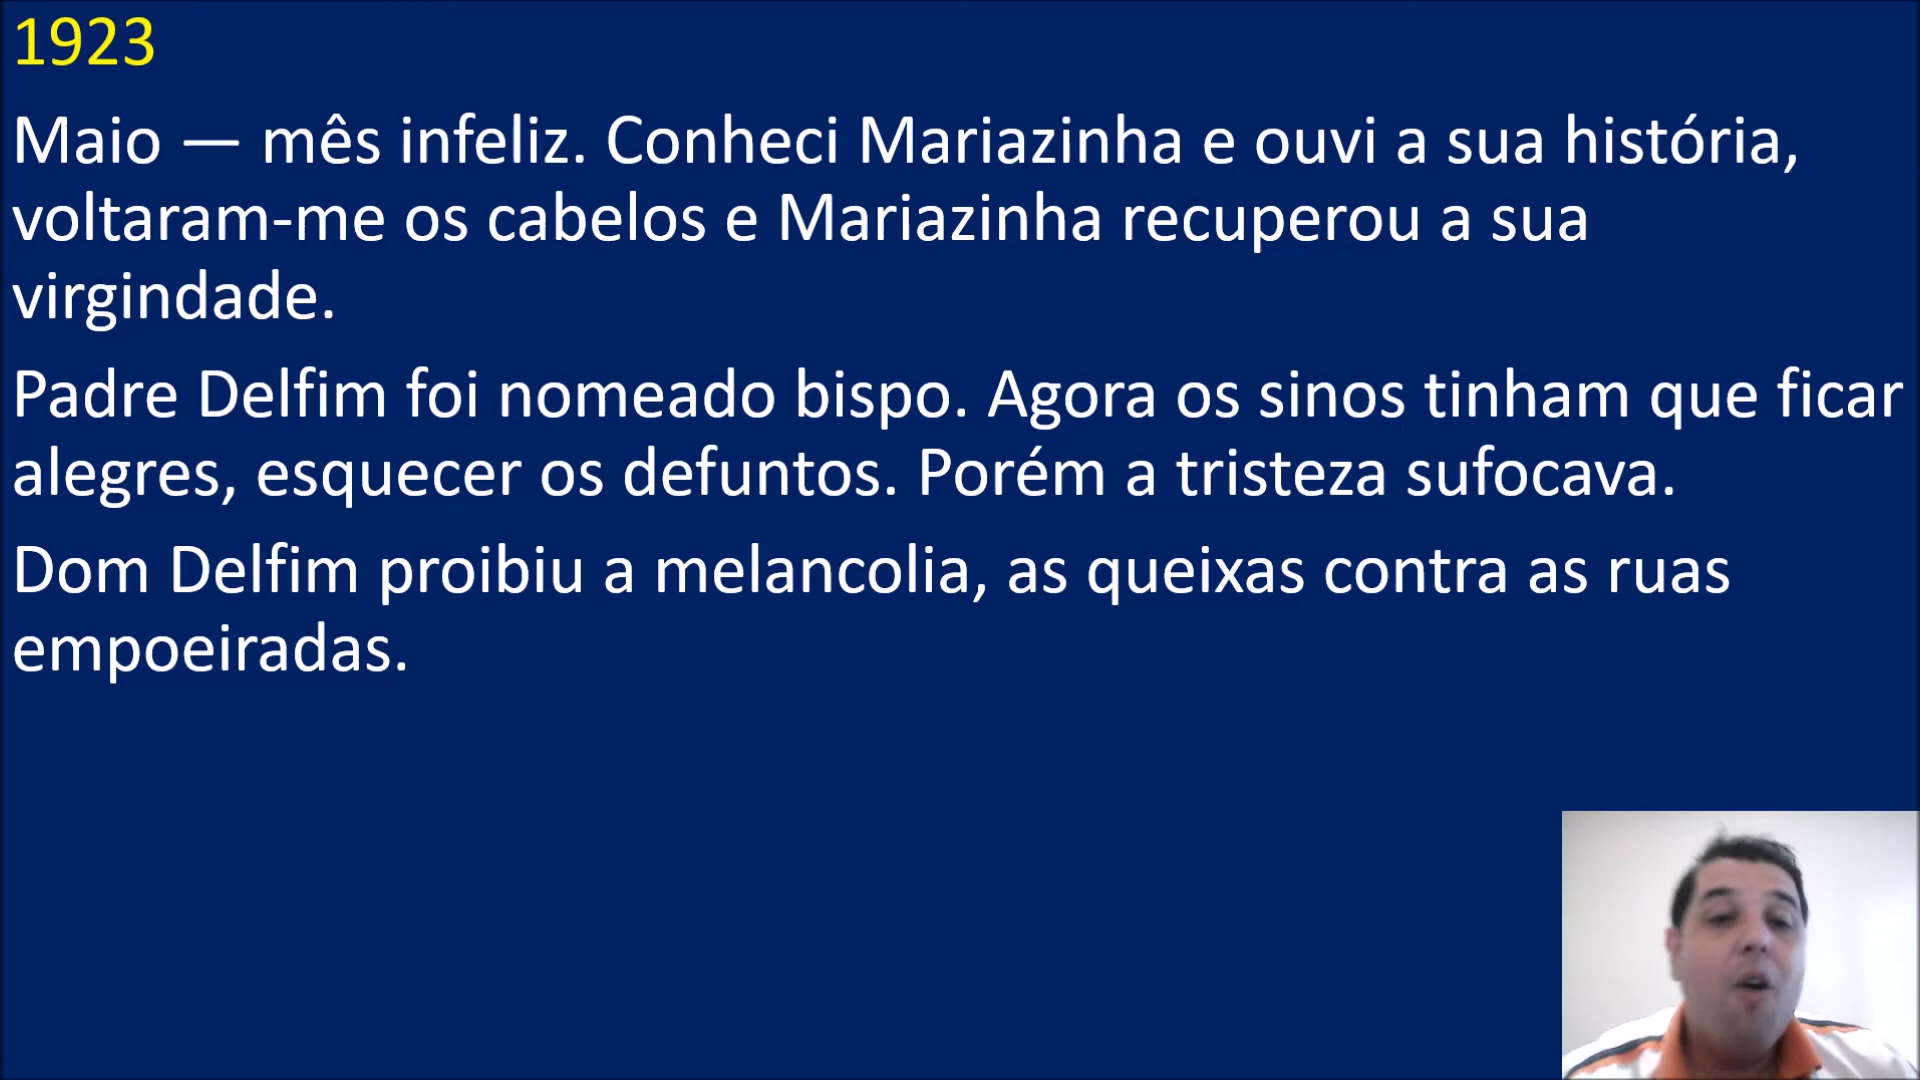 1923
Maio — mês infeliz. Conheci Mariazinha e ouvi a sua história,
voltaram-me os cabelos e Mariazinha recuperou a sua
virgindade.
Padre Delfim foi nomeado bispo. Agora os sinos tinham que ficar
alegres, esquecer os defuntos. Porém a tristeza sufocava.
Dom Delfim proibiu a melancolia, as queixas contra as ruas
empoeiradas.